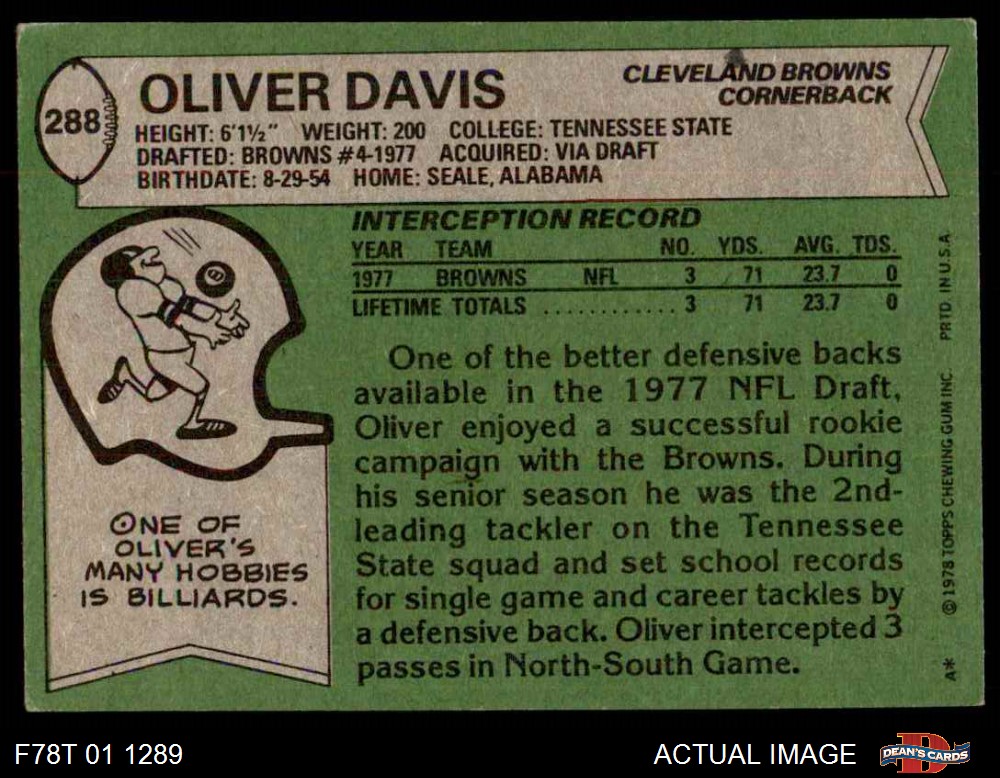 288
OLIVER DAVIS
CLEVELAND BROWNS
CORNERBACK
HEIGHT: 6'1½" WEIGHT: 200 COLLEGE: TENNESSEE STATE
DRAFTED: BROWNS #4-1977 ACQUIRED: VIA DRAFT
BIRTHDATE: 8-29-54 HOME: SEALE, ALABAMA
INTERCEPTION RECORD
YEAR TEAM NO. YDS. AVG. TDS.
1977 BROWNS NFL 3 71 23.7 0
LIFETIME TOTALS ............ 3 71 23.7 0
One of the better defensive backs
available in the 1977 NFL Draft,
Oliver enjoyed a successful rookie
campaign with the Browns. During
his senior season he was the 2nd-
leading tackler on the Tennessee
State squad and set school records
for single game and career tackles by
a defensive back. Oliver intercepted 3
passes in North-South Game.
8
ONE OF
OLIVER'S
MANY HOBBIES
IS BILLIARDS.
A* © 1978 TOPPS CHEWING GUM INC. PRTD. IN U.S.A.
F78T 01 1289
ACTUAL IMAGE
D
DEAN'S CARDS